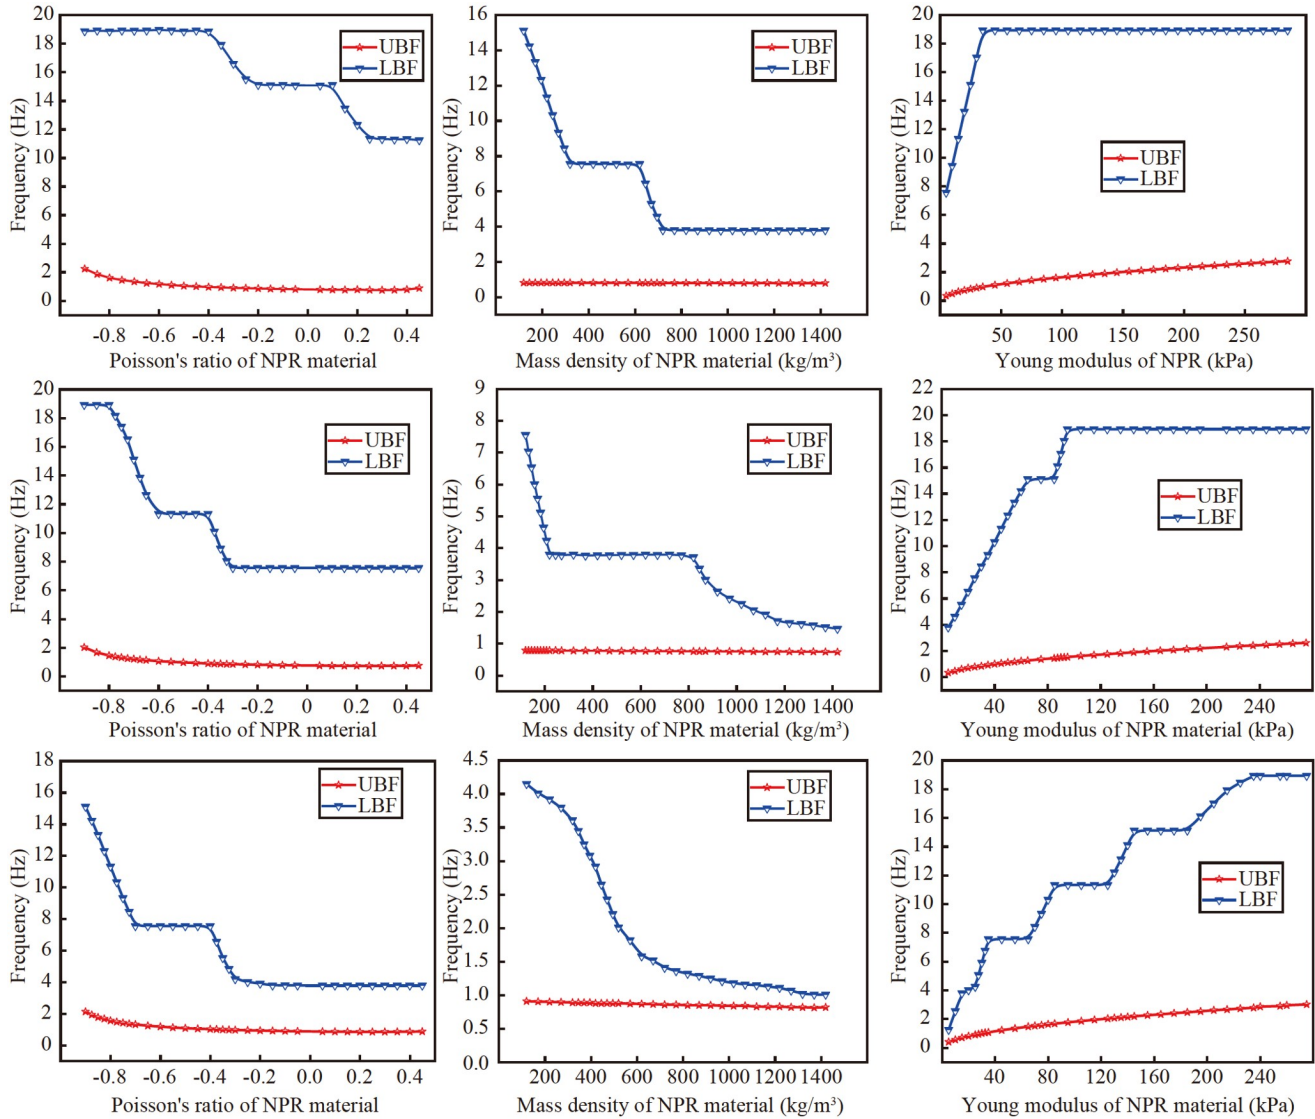 20
18
16
14
12
10
8
6
4
2
0
Frequency (Hz)
UBF
LBF
-0.8 -0.6 -0.4 -0.2 0.0 0.2 0.4
Poisson's ratio of NPR material
16
14
12
10
8
6
4
2
0
Frequency (Hz)
UBF
LBF
200 400 600 800 1000 1200 1400
Mass density of NPR material (kg/m³)
20
18
16
14
12
10
8
6
4
2
0
Frequency (Hz)
UBF
LBF
50 100 150 200 250
Young modulus of NPR (kPa)
20
18
16
14
12
10
8
6
4
2
0
Frequency (Hz)
UBF
LBF
-0.8 -0.6 -0.4 -0.2 0.0 0.2 0.4
Poisson's ratio of NPR material
9
8
7
6
5
4
3
2
1
0
Frequency (Hz)
UBF
LBF
200 400 600 800 1000 1200 1400
Mass density of NPR material (kg/m³)
22
20
18
16
14
12
10
8
6
4
2
0
Frequency (Hz)
UBF
LBF
40 80 120 160 200 240
Young modulus of NPR material (kPa)
18
16
14
12
10
8
6
4
2
0
Frequency (Hz)
UBF
LBF
-0.8 -0.6 -0.4 -0.2 0.0 0.2 0.4
Poisson's ratio of NPR material
4.5
4.0
3.5
3.0
2.5
2.0
1.5
1.0
0.5
0.0
Frequency (Hz)
UBF
LBF
200 400 600 800 1000 1200 1400
Mass density of NPR material (kg/m³)
20
18
16
14
12
10
8
6
4
2
0
Frequency (Hz)
UBF
LBF
40 80 120 160 200 240
Young modulus of NPR material (kPa)